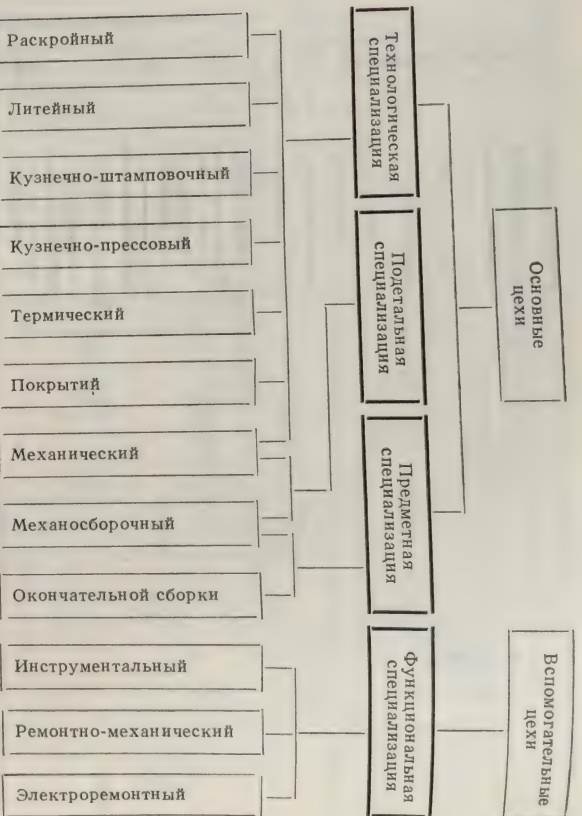 Раскройный
Литейный
Кузнечно-штамповочный
Кузнечно-прессовый
Термический
Покрытий
Механический
Механосборочный
Окончательной сборки
Инструментальный
Ремонтно-механический
Электроремонтный
Технологическая
специализация
Подетальная
специализация
Предметная
специализация
Функциональная
специализация
Основные
цехи
Вспомогательные
цехи